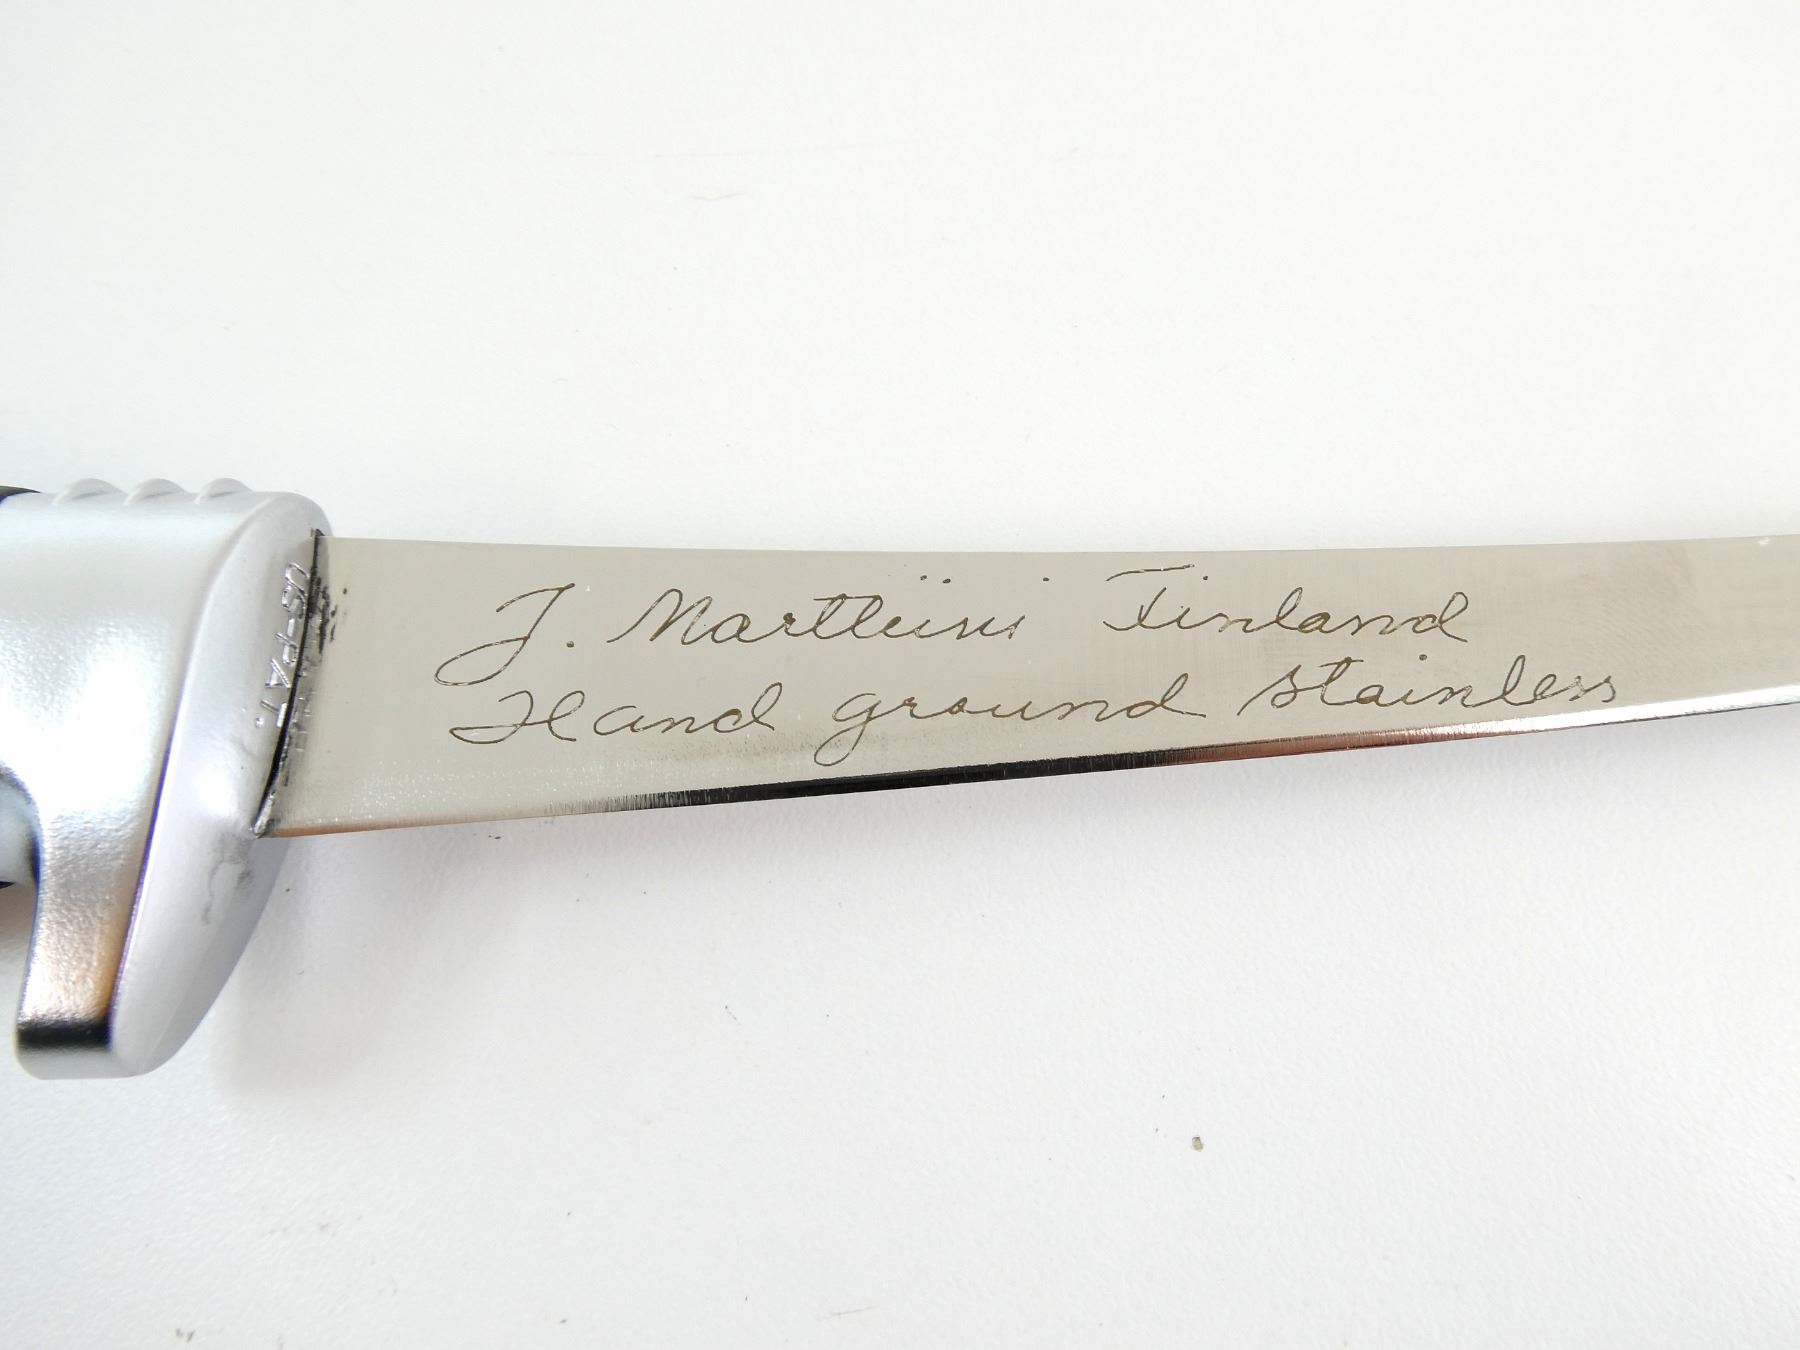 J. Marttiini Finland
Hand ground stainless
US-PAT.